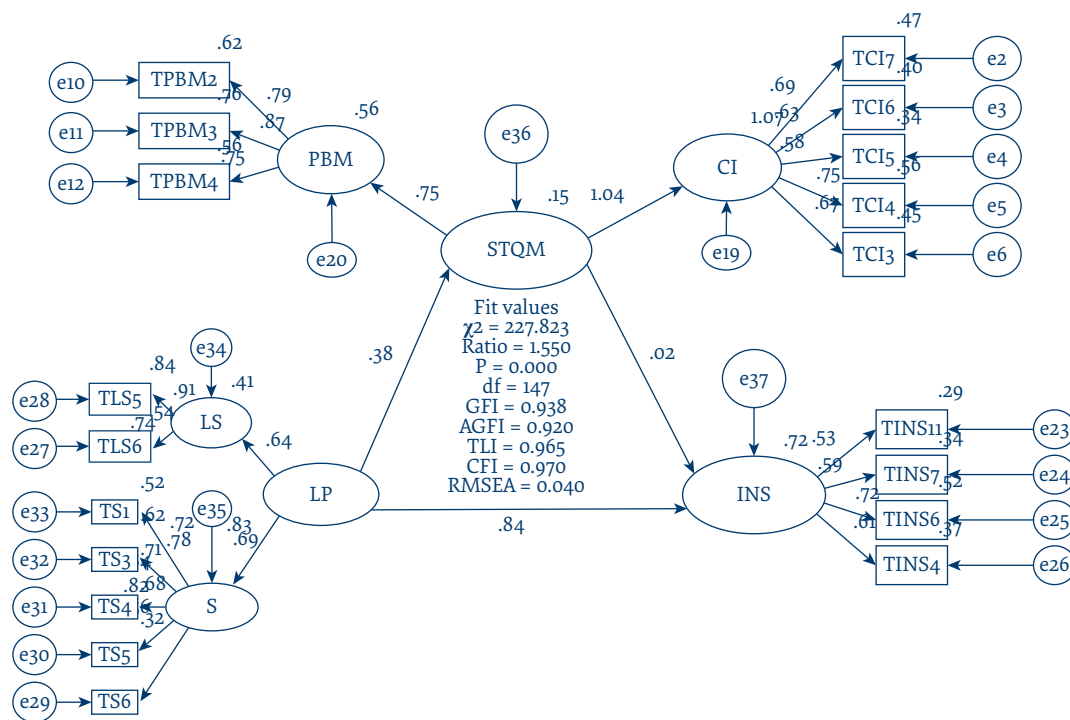 .47
.62
e10
TPBM2
.76
.79
.56
e11
TPBM3
.87
.56
e12
TPBM4
.75
PBM
e20
.75
e36
.15
STQM
1.04
.69
1.07
.63
.58
.75
.67
CI
e19
TCI7
.40
e2
TCI6
.34
e3
TCI5
.56
e4
TCI4
.45
e5
TCI3
e6
Fit values
χ2 = 227.823
Ratio = 1.550
P = 0.000
df = 147
GFI = 0.938
AGFI = 0.920
TLI = 0.965
CFI = 0.970
RMSEA = 0.040
.38
.02
e34
.84
.91
.41
e28
TLS5
.54
LS
e27
TLS6
.74
.64
LP
.84
e37
.72
.53
.59
.72
.61
INS
.29
TINS11
.34
e23
TINS7
.52
e24
TINS6
.37
e25
TINS4
e26
.52
e35
e33
TS1
.62
.72
.78
.83
.69
e32
TS3
.71
.82
.68
e31
TS4
.32
S
e30
TS5
e29
TS6